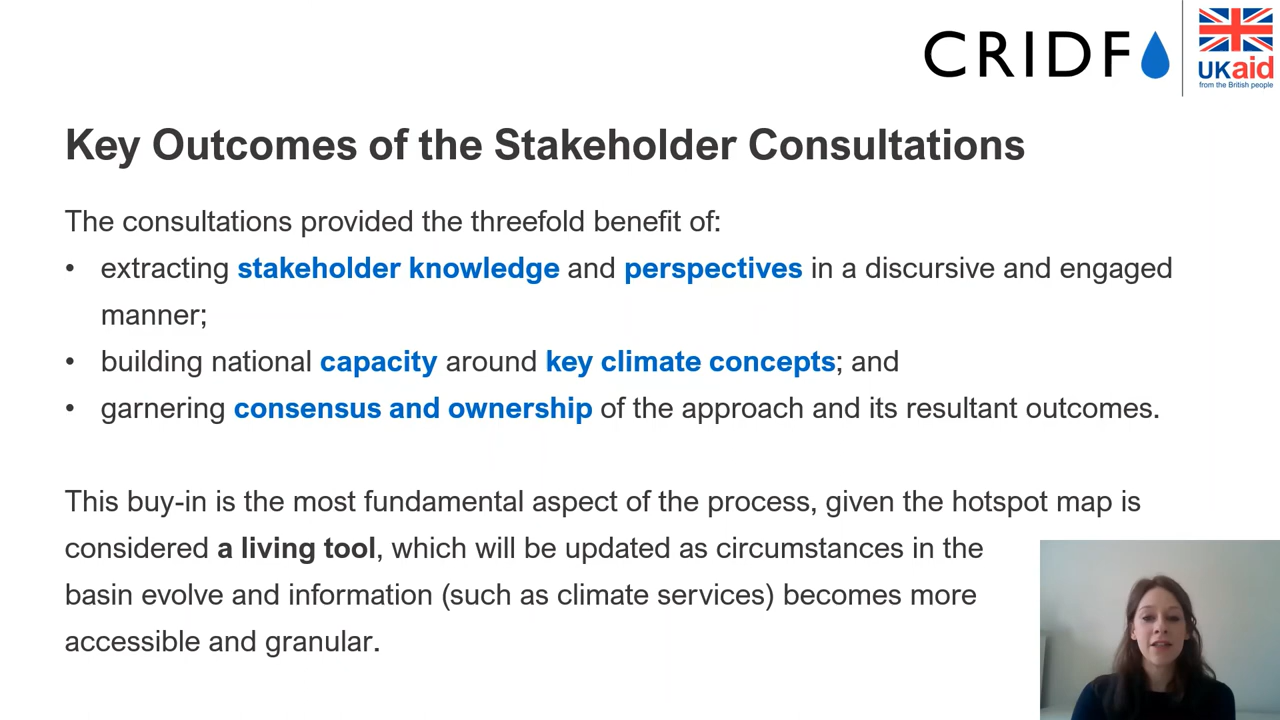 CRIDF
UKaid
from the British people
Key Outcomes of the Stakeholder Consultations
The consultations provided the threefold benefit of:
• extracting stakeholder knowledge and perspectives in a discursive and engaged
manner;
• building national capacity around key climate concepts; and
• garnering consensus and ownership of the approach and its resultant outcomes.
This buy-in is the most fundamental aspect of the process, given the hotspot map is
considered a living tool, which will be updated as circumstances in the
basin evolve and information (such as climate services) becomes more
accessible and granular.